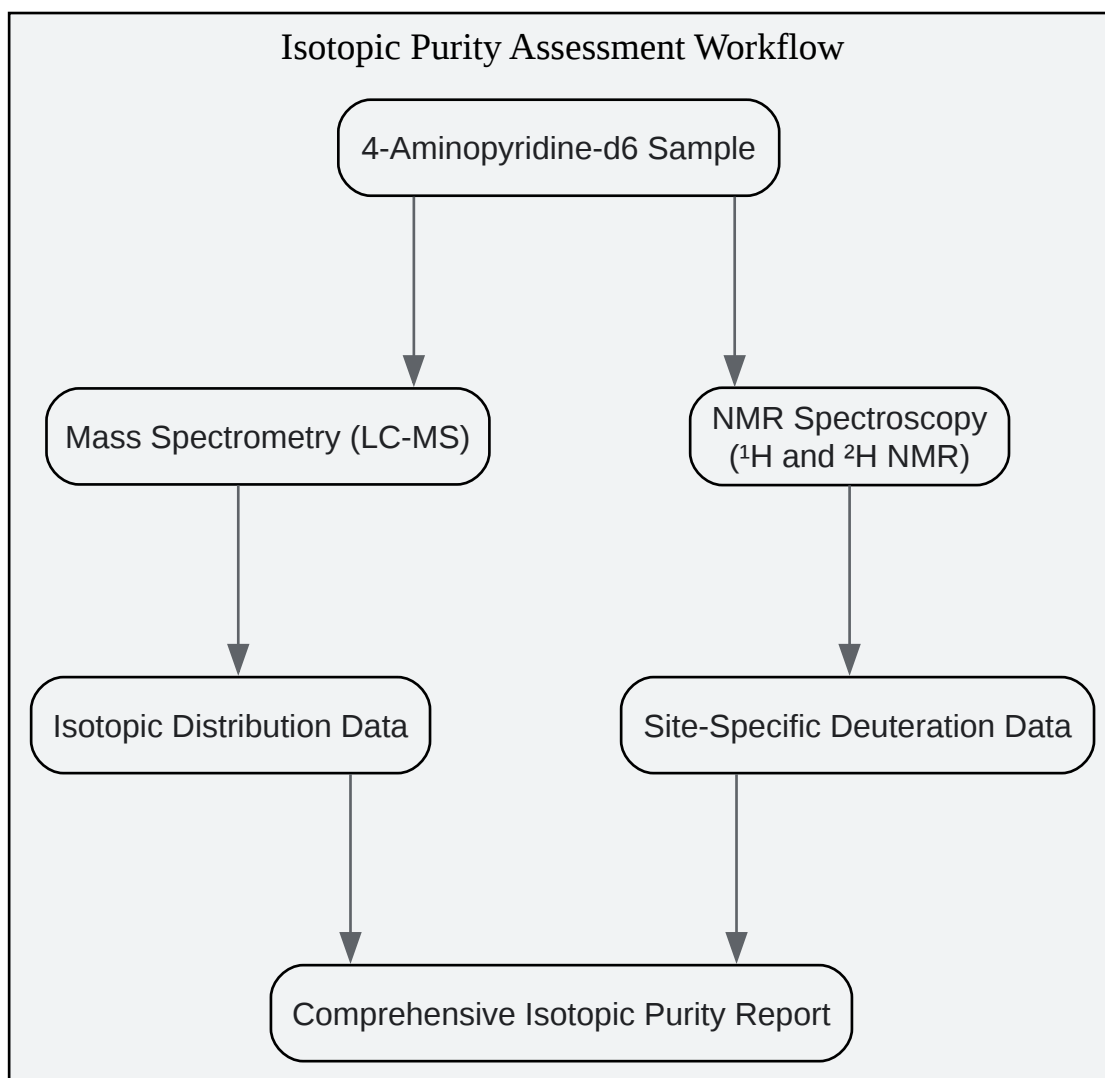 Isotopic Purity Assessment Workflow
4-Aminopyridine-d6 Sample
Mass Spectrometry (LC-MS)
NMR Spectroscopy
(¹H and ²H NMR)
Isotopic Distribution Data
Site-Specific Deuteration Data
Comprehensive Isotopic Purity Report